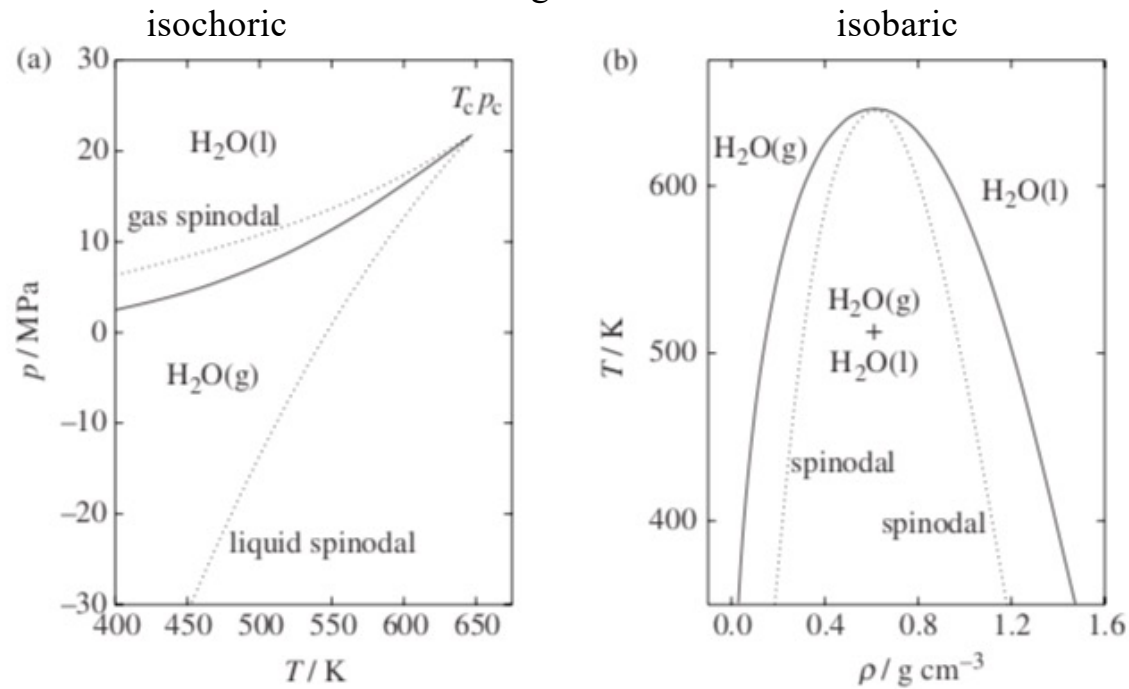 isochoric
isobaric
(a)
30
20
10
0
–10
–20
–30
p / MPa
T_c p_c
H₂O(l)
gas spinodal
H₂O(g)
liquid spinodal
400 450 500 550 600 650
T / K
(b)
600
500
400
T / K
H₂O(g)
H₂O(l)
H₂O(g)
+
H₂O(l)
spinodal
spinodal
0.0 0.4 0.8 1.2 1.6
ρ / g cm⁻³